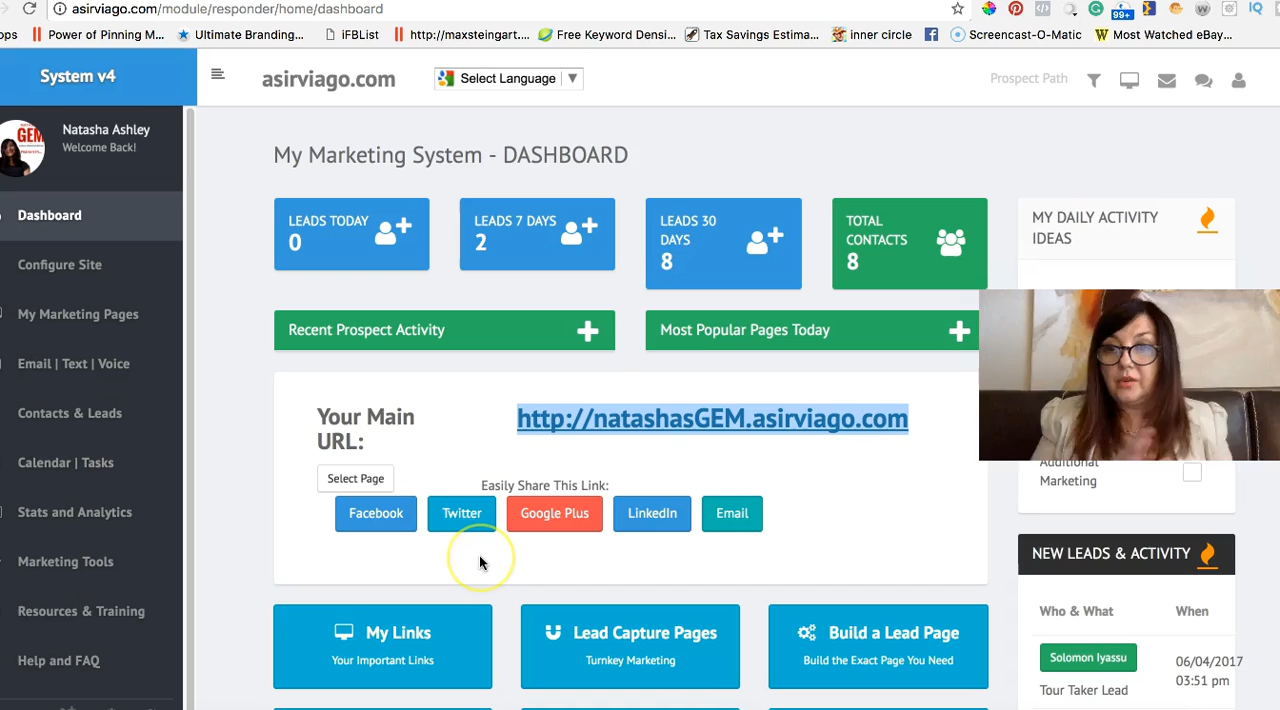 asirviago.com/module/responder/home/dashboard
99+
ops
Power of Pinning M...
Ultimate Branding...
iFBList
http://maxsteingart...
Free Keyword Densi...
Tax Savings Estima...
inner circle
Screencast-O-Matic
Most Watched eBay...
System v4
asirviago.com
Select Language
Prospect Path
GEM
Natasha Ashley
Welcome Back!
Dashboard
Configure Site
My Marketing Pages
Email | Text | Voice
Contacts & Leads
Calendar | Tasks
Stats and Analytics
Marketing Tools
Resources & Training
Help and FAQ
My Marketing System - DASHBOARD
LEADS TODAY
0
LEADS 7 DAYS
2
LEADS 30
DAYS
8
TOTAL
CONTACTS
8
Recent Prospect Activity
Most Popular Pages Today
Your Main
URL:
http://natashasGEM.asirviago.com
Select Page
Easily Share This Link:
Facebook
Twitter
Google Plus
LinkedIn
Email
My Links
Your Important Links
Lead Capture Pages
Turnkey Marketing
Build a Lead Page
Build the Exact Page You Need
MY DAILY ACTIVITY
IDEAS
Additional
Marketing
NEW LEADS & ACTIVITY
Who & What
When
Solomon Iyassu
06/04/2017
03:51 pm
Tour Taker Lead